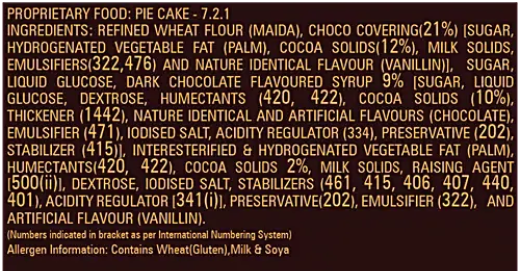 PROPRIETARY FOOD: PIE CAKE - 7.2.1
INGREDIENTS: REFINED WHEAT FLOUR (MAIDA), CHOCO COVERING(21%) [SUGAR,
HYDROGENATED VEGETABLE FAT (PALM), COCOA SOLIDS(12%), MILK SOLIDS,
EMULSIFIERS(322,476) AND NATURE IDENTICAL FLAVOUR (VANILLIN)], SUGAR,
LIQUID GLUCOSE, DARK CHOCOLATE FLAVOURED SYRUP 9% [SUGAR, LIQUID
GLUCOSE, DEXTROSE, HUMECTANTS (420, 422), COCOA SOLIDS (10%),
THICKENER (1442), NATURE IDENTICAL AND ARTIFICIAL FLAVOURS (CHOCOLATE),
EMULSIFIER (471), IODISED SALT, ACIDITY REGULATOR (334), PRESERVATIVE (202),
STABILIZER (415)], INTERESTERIFIED & HYDROGENATED VEGETABLE FAT (PALM),
HUMECTANTS(420, 422), COCOA SOLIDS 2%, MILK SOLIDS, RAISING AGENT
[500(ii)], DEXTROSE, IODISED SALT, STABILIZERS (461, 415, 406, 407, 440,
401), ACIDITY REGULATOR [341(i)], PRESERVATIVE(202), EMULSIFIER (322), AND
ARTIFICIAL FLAVOUR (VANILLIN).
(Numbers indicated in bracket as per International Numbering System)
Allergen Information: Contains Wheat(Gluten),Milk & Soya